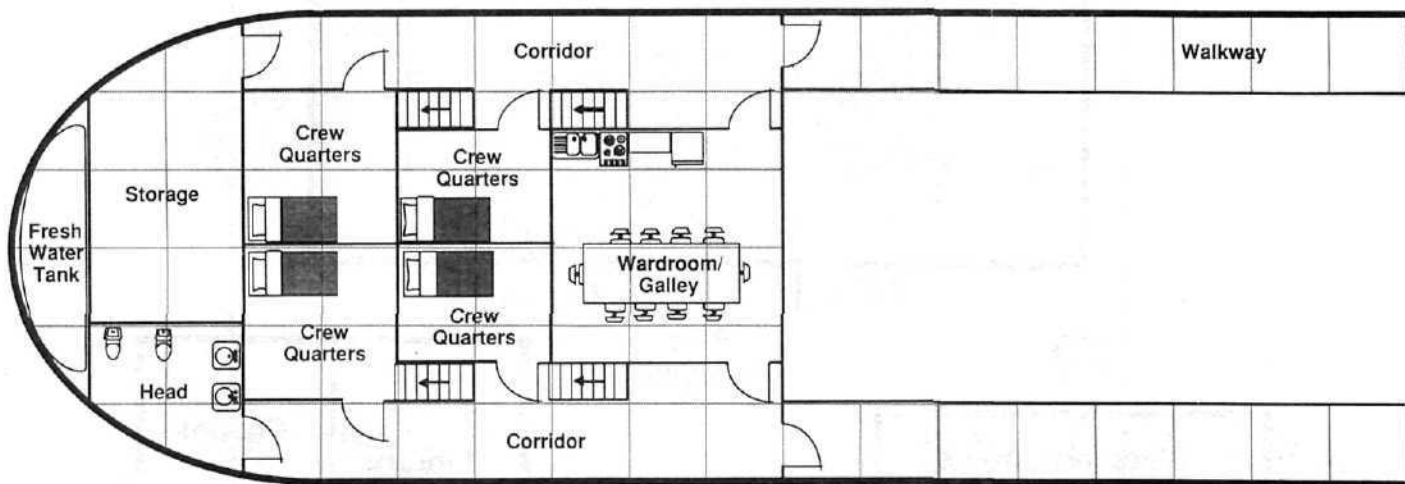 Corridor
Walkway
Crew
Quarters
Crew
Quarters
Storage
Fresh
Water
Tank
Wardroom/
Galley
Crew
Quarters
Crew
Quarters
Head
Corridor